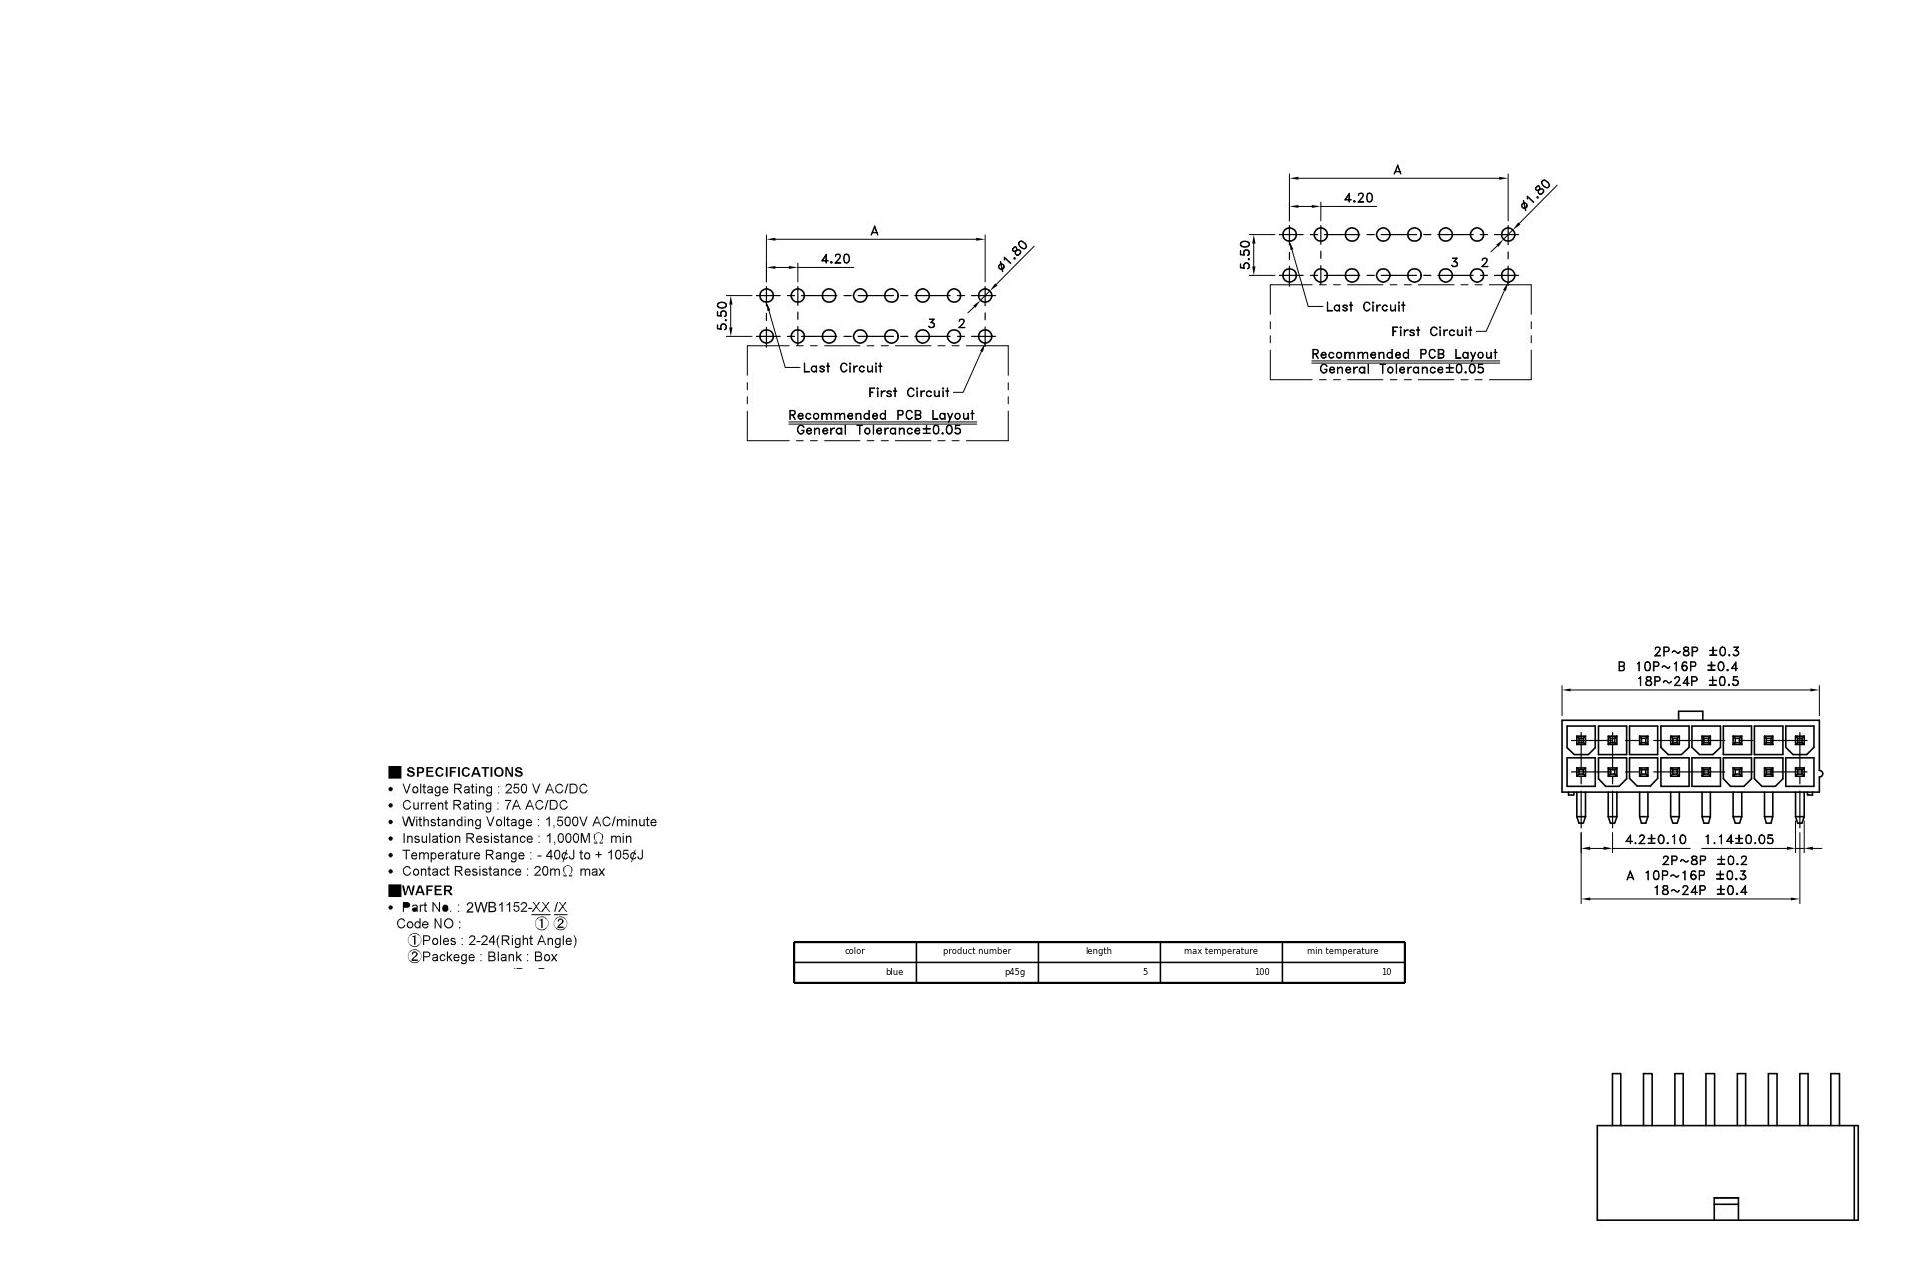 A
4.20
ø1.80
5.50
3 2
Last Circuit
First Circuit
Recommended PCB Layout
General Tolerance±0.05
A
4.20
ø1.80
5.50
3 2
Last Circuit
First Circuit
Recommended PCB Layout
General Tolerance±0.05
2P~8P ±0.3
B 10P~16P ±0.4
18P~24P ±0.5
4.2±0.10 1.14±0.05
2P~8P ±0.2
A 10P~16P ±0.3
18~24P ±0.4
■ SPECIFICATIONS
• Voltage Rating : 250 V AC/DC
• Current Rating : 7A AC/DC
• Withstanding Voltage : 1,500V AC/minute
• Insulation Resistance : 1,000MΩ min
• Temperature Range : - 40¢J to + 105¢J
• Contact Resistance : 20mΩ max
■WAFER
• Part No. : 2WB1152-XX /X
Code NO : ① ②
①Poles : 2-24(Right Angle)
②Packege : Blank : Box
color product number length max temperature min temperature
blue p45g 5 100 10